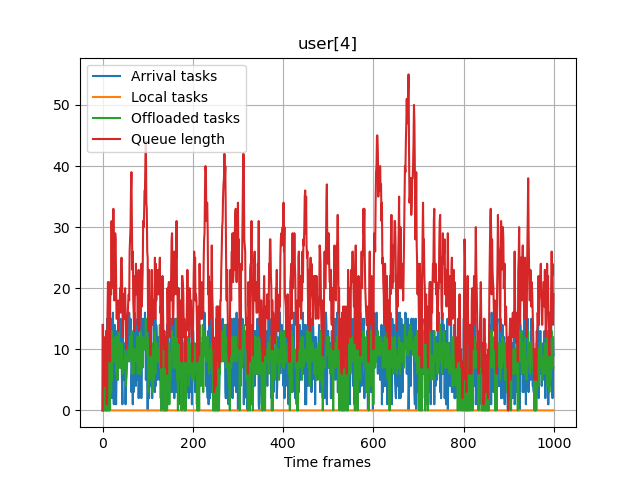 user[4]
Arrival tasks
Local tasks
Offloaded tasks
Queue length
50
40
30
20
10
0
0 200 400 600 800 1000
Time frames